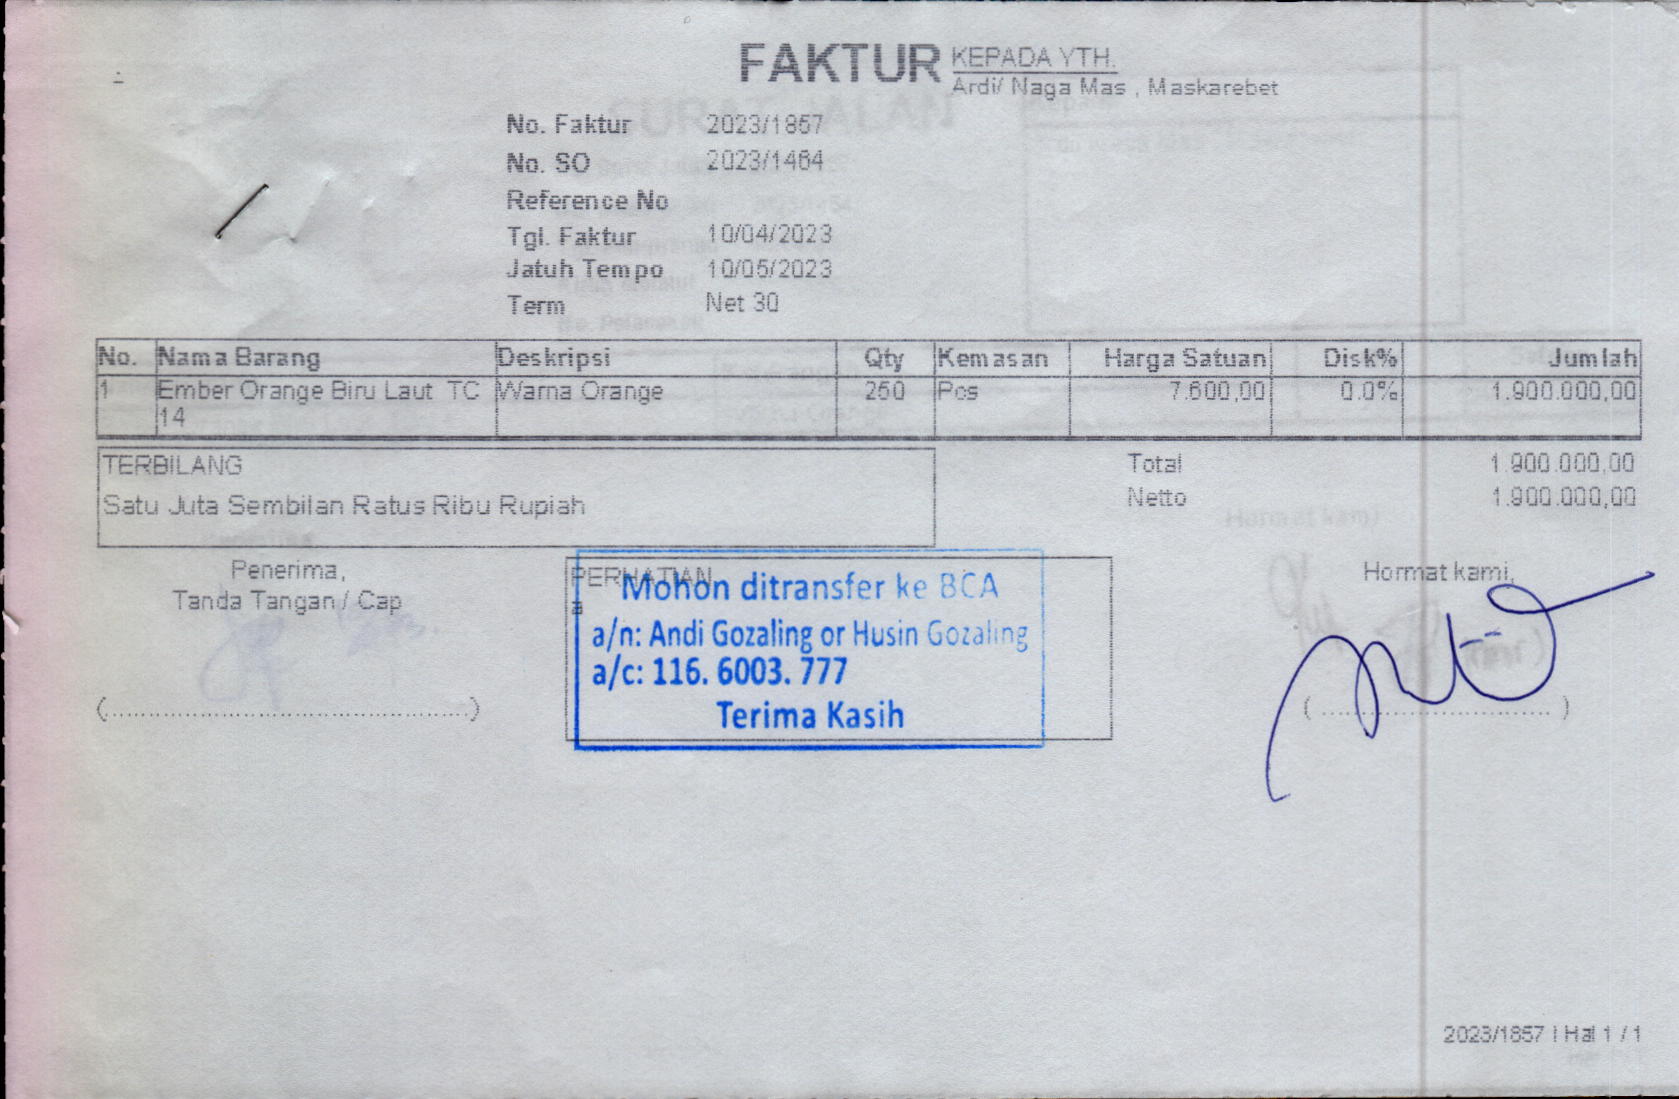 FAKTUR
KEPADA YTH.
Ardi/ Naga Mas , Maskarebet
No. Faktur 2023/1857
No. SO 2023/1464
Reference No
Tgl. Faktur 10/04/2023
Jatuh Tempo 10/05/2023
Term Net 30
No. Nama Barang Deskripsi Qty Kemasan Harga Satuan Disk% Jumlah
1 Ember Orange Biru Laut TC Warna Orange 250 Pcs 7.600,00 0.0% 1.900.000,00
14
TERBILANG
Satu Juta Sembilan Ratus Ribu Rupiah
Total 1.900.000,00
Netto 1.900.000,00
Penerima,
Tanda Tangan / Cap
(..........................................)
PERHATIAN
a
Mohon ditransfer ke BCA
a/n: Andi Gozaling or Husin Gozaling
a/c: 116. 6003. 777
Terima Kasih
Hormat kami,
( ............................ )
2023/1857 | Hal 1 / 1